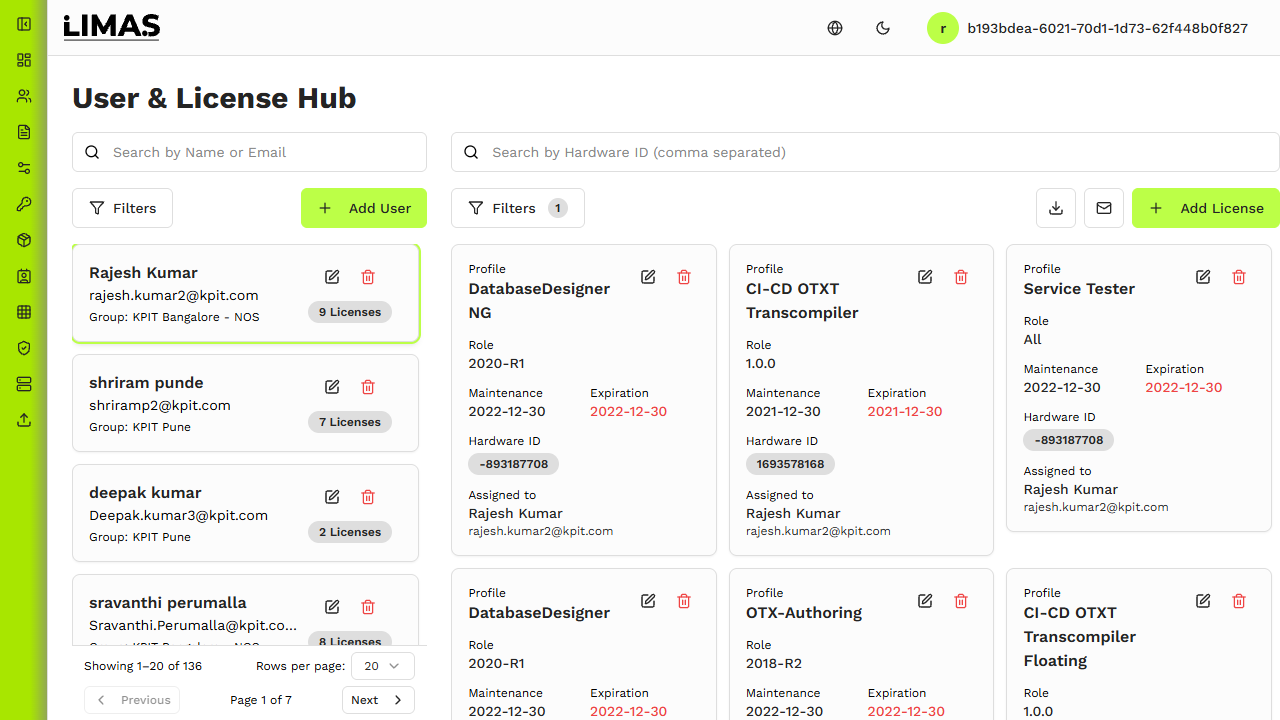 LIMAS
r
b193bdea-6021-70d1-1d73-62f448b0f827
User & License Hub
Search by Name or Email
Search by Hardware ID (comma separated)
Filters
Add User
Filters 1
Add License
Rajesh Kumar
rajesh.kumar2@kpit.com
Group: KPIT Bangalore - NOS
9 Licenses
shriram punde
shriramp2@kpit.com
Group: KPIT Pune
7 Licenses
deepak kumar
Deepak.kumar3@kpit.com
Group: KPIT Pune
2 Licenses
sravanthi perumalla
Sravanthi.Perumalla@kpit.co...
Group: KPIT Bangalore - NOS
8 Licenses
Showing 1–20 of 136
Rows per page: 20
Previous
Page 1 of 7
Next
Profile
DatabaseDesigner
NG
Role
2020-R1
Maintenance Expiration
2022-12-30 2022-12-30
Hardware ID
-893187708
Assigned to
Rajesh Kumar
rajesh.kumar2@kpit.com
Profile
CI-CD OTXT
Transcompiler
Role
1.0.0
Maintenance Expiration
2021-12-30 2021-12-30
Hardware ID
1693578168
Assigned to
Rajesh Kumar
rajesh.kumar2@kpit.com
Profile
Service Tester
Role
All
Maintenance Expiration
2022-12-30 2022-12-30
Hardware ID
-893187708
Assigned to
Rajesh Kumar
rajesh.kumar2@kpit.com
Profile
DatabaseDesigner
Role
2020-R1
Maintenance Expiration
2022-12-30 2022-12-30
Profile
OTX-Authoring
Role
2018-R2
Maintenance Expiration
2022-12-30 2022-12-30
Profile
CI-CD OTXT
Transcompiler
Floating
Role
1.0.0